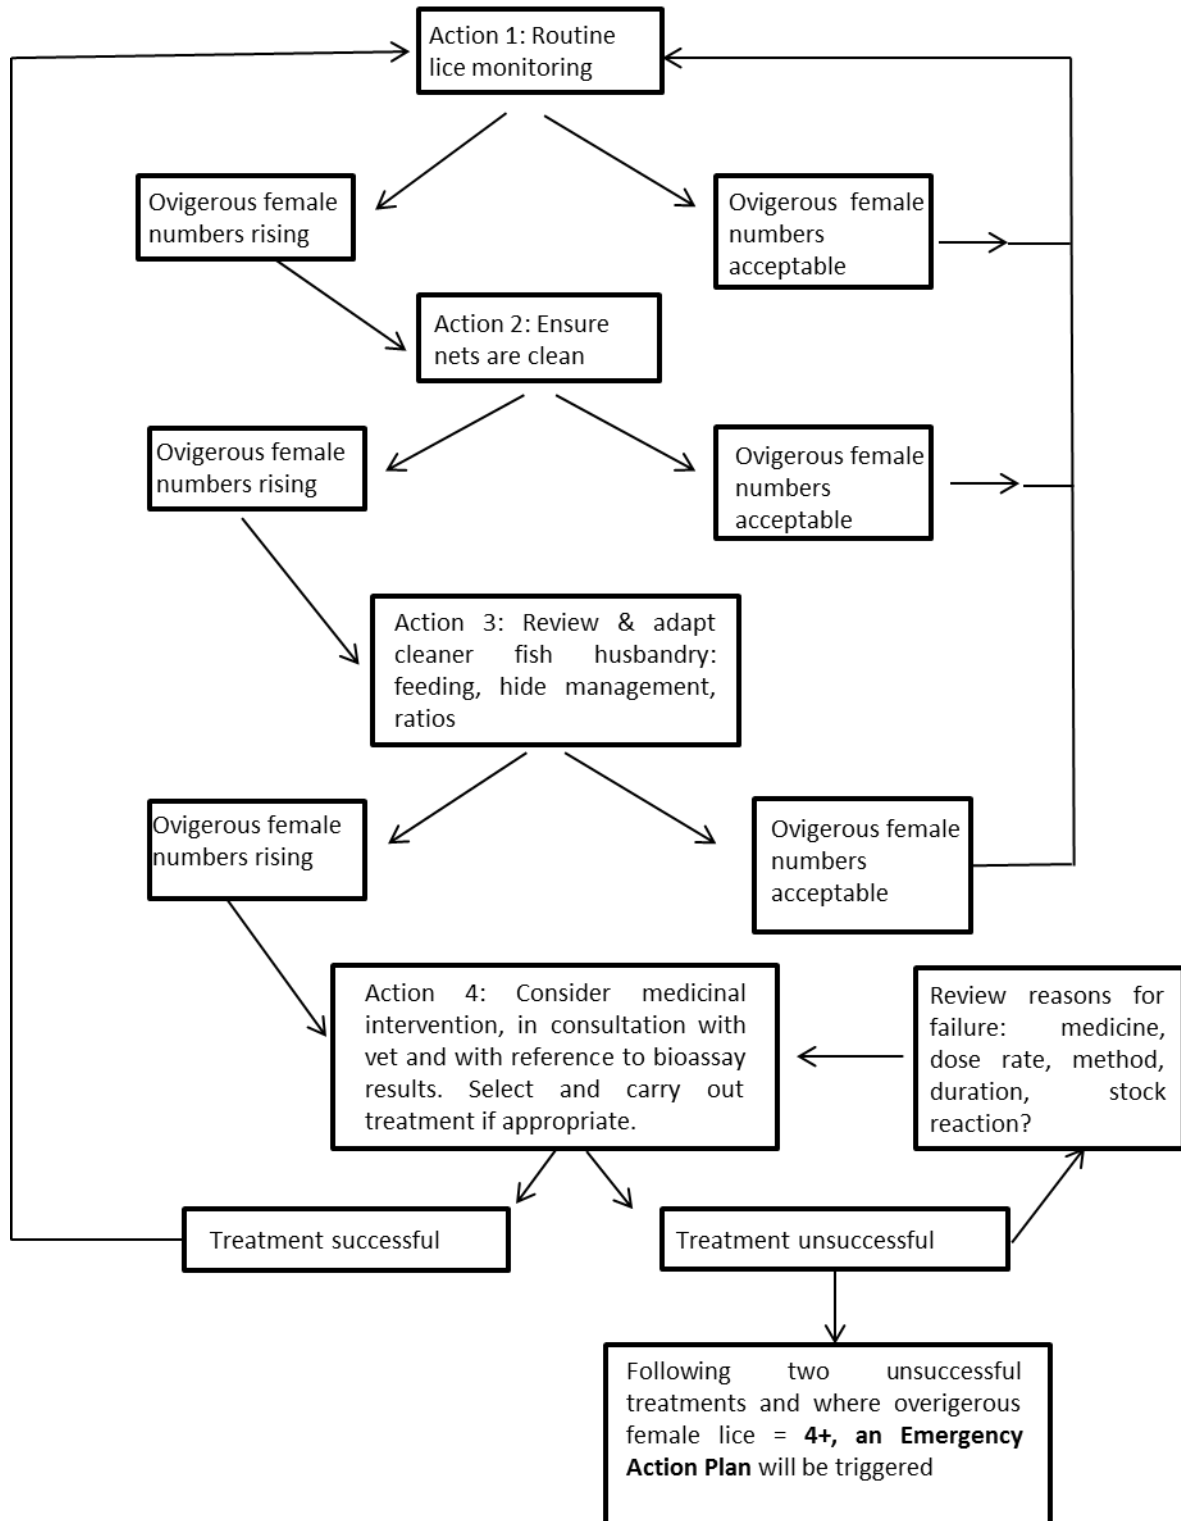 Action 1: Routine
lice monitoring
Ovigerous female
numbers rising
Ovigerous female
numbers
acceptable
Action 2: Ensure
nets are clean
Ovigerous female
numbers rising
Ovigerous female
numbers
acceptable
Action 3: Review & adapt
cleaner fish husbandry:
feeding, hide management,
ratios
Ovigerous female
numbers rising
Ovigerous female
numbers
acceptable
Action 4: Consider medicinal
intervention, in consultation with
vet and with reference to bioassay
results. Select and carry out
treatment if appropriate.
Review reasons for
failure: medicine,
dose rate, method,
duration, stock
reaction?
Treatment successful
Treatment unsuccessful
Following two unsuccessful
treatments and where overigerous
female lice = 4+, an Emergency
Action Plan will be triggered